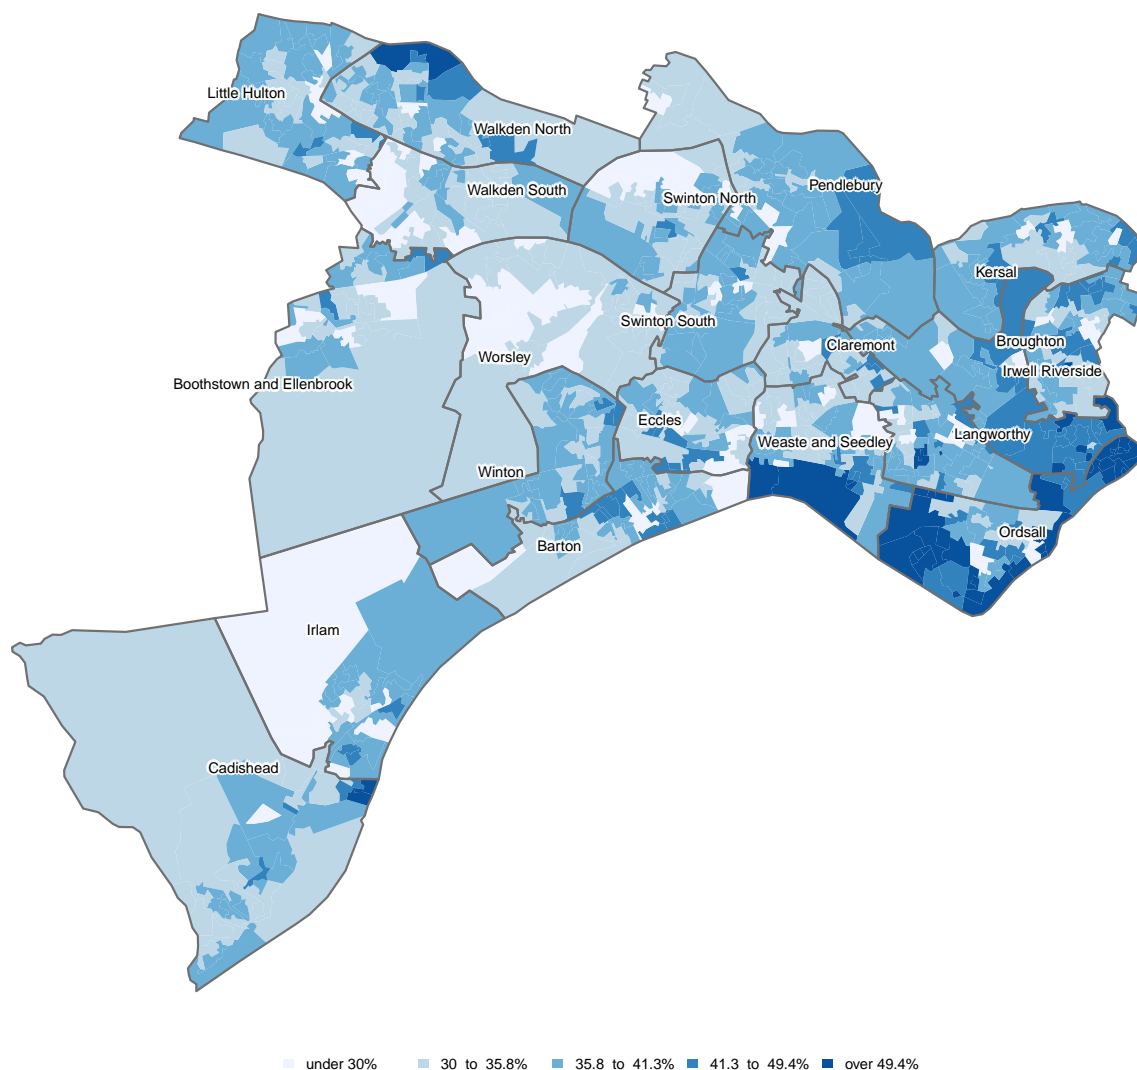 Little Hulton
Walkden North
Walkden South
Swinton North
Pendlebury
Kersal
Swinton South
Broughton
Claremont
Worsley
Irwell Riverside
Boothstown and Ellenbrook
Eccles
Weaste and Seedley
Langworthy
Winton
Ordsall
Barton
Irlam
Cadishead
under 30%
30 to 35.8%
35.8 to 41.3%
41.3 to 49.4%
over 49.4%